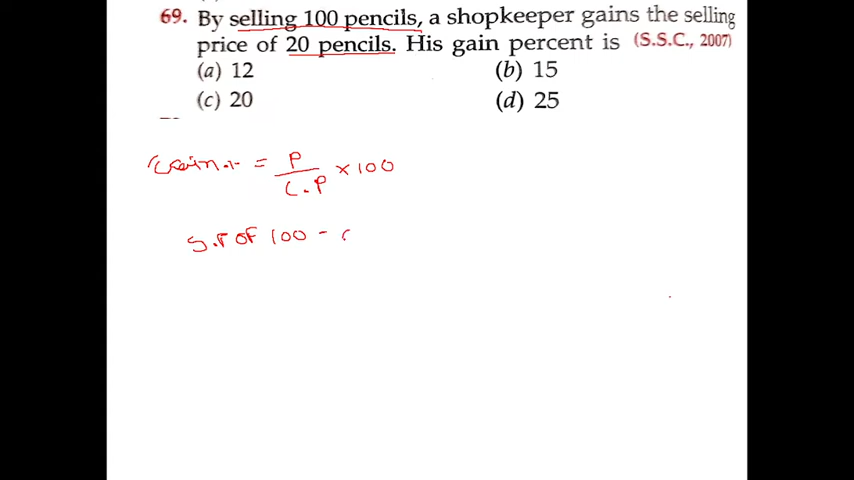 69. By selling 100 pencils, a shopkeeper gains the selling
price of 20 pencils. His gain percent is (S.S.C., 2007)
(a) 12 (b) 15
(c) 20 (d) 25
Gain = P / C.P × 100
S.P OF 100 - C